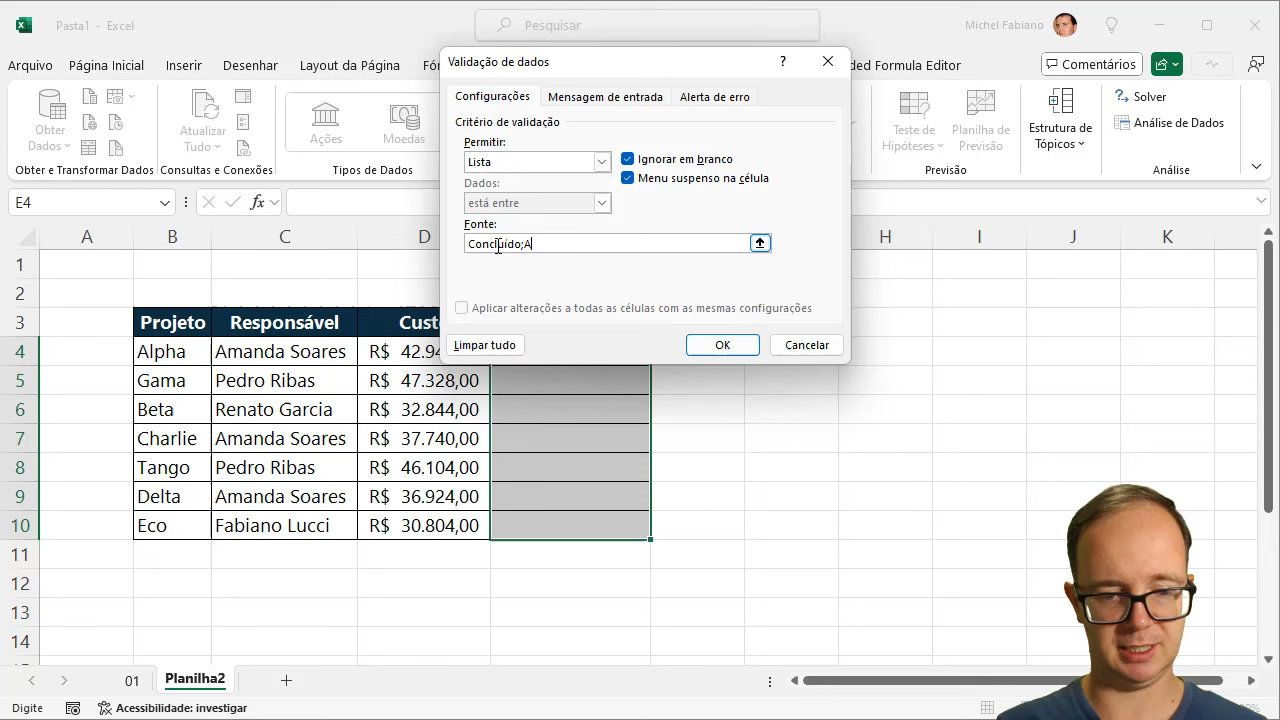 Pasta1 - Excel
Pesquisar
Michel Fabiano
Arquivo
Página Inicial
Inserir
Desenhar
Layout da Página
ded Formula Editor
Comentários
Obter
Dados
Atualizar
Tudo
Ações
Moedas
Teste de
Hipóteses
Planilha de
Previsão
Estrutura de
Tópicos
Solver
Análise de Dados
Obter e Transformar Dados
Consultas e Conexões
Tipos de Dados
Previsão
Análise
E4
fx
Validação de dados
?
Configurações
Mensagem de entrada
Alerta de erro
Critério de validação
Permitir:
Lista
Ignorar em branco
Menu suspenso na célula
Dados:
está entre
Fonte:
Concluído;A
Aplicar alterações a todas as células com as mesmas configurações
Limpar tudo
OK
Cancelar
A B C D H I J K
1
2
3 Projeto Responsável
4 Alpha Amanda Soares
5 Gama Pedro Ribas R$ 47.328,00
6 Beta Renato Garcia R$ 32.844,00
7 Charlie Amanda Soares R$ 37.740,00
8 Tango Pedro Ribas R$ 46.104,00
9 Delta Amanda Soares R$ 36.924,00
10 Eco Fabiano Lucci R$ 30.804,00
11
12
13
14
01
Planilha2
Digite
Acessibilidade: investigar